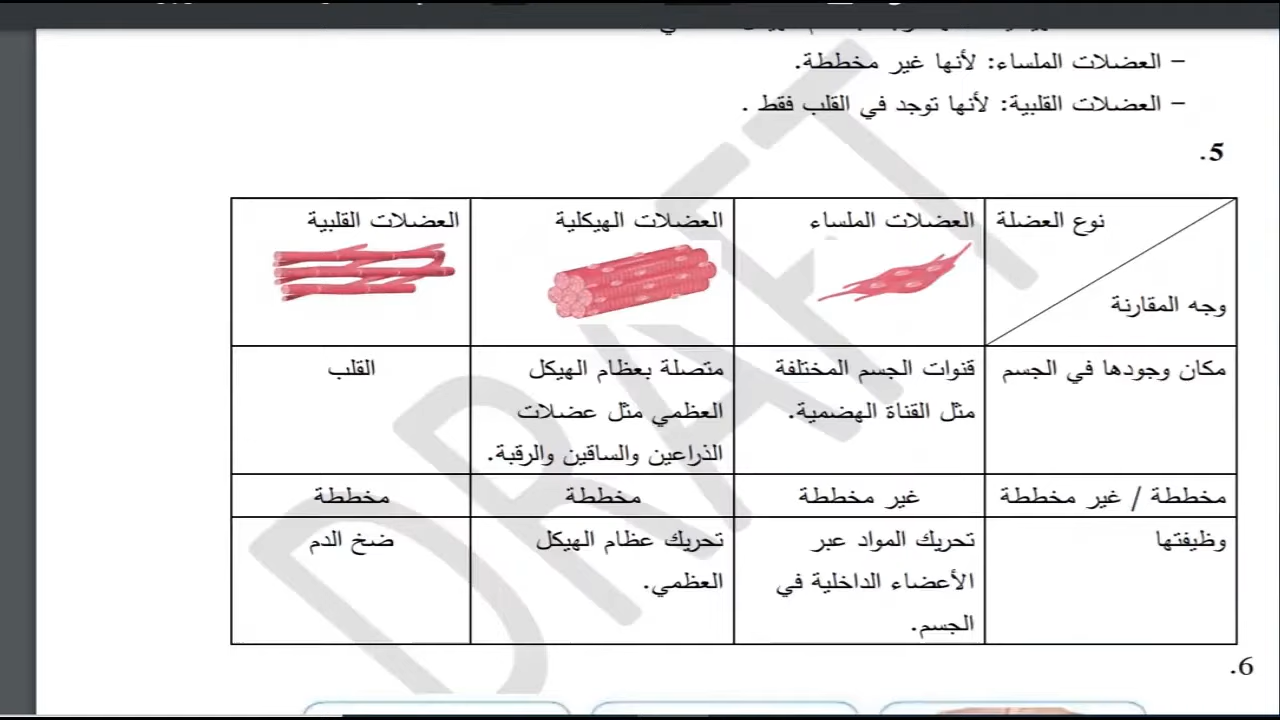 – العضلات الملساء: لأنها غير مخططة.
– العضلات القلبية: لأنها توجد في القلب فقط .
5.
نوع العضلة
وجه المقارنة
العضلات الملساء
العضلات الهيكلية
العضلات القلبية
مكان وجودها في الجسم
قنوات الجسم المختلفة
مثل القناة الهضمية.
متصلة بعظام الهيكل
العظمي مثل عضلات
الذراعين والساقين والرقبة.
القلب
مخططة / غير مخططة
غير مخططة
مخططة
مخططة
وظيفتها
تحريك المواد عبر
الأعضاء الداخلية في
الجسم.
تحريك عظام الهيكل
العظمي.
ضخ الدم
6.
DRAFT